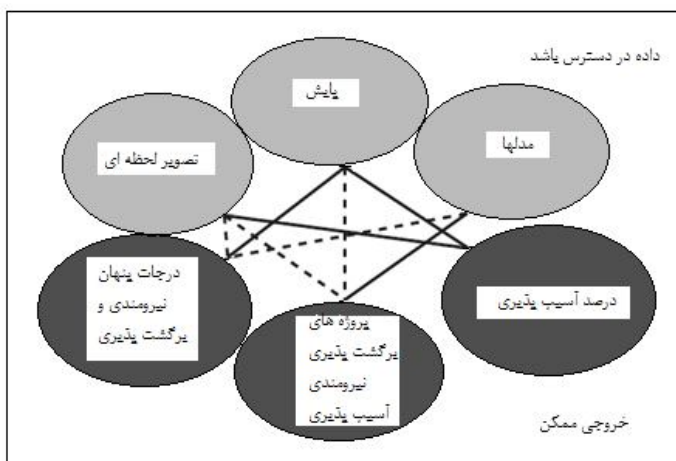 داده در دسترس باشد
پایش
مدلها
تصویر لحظه ای
درجات پنهان
نیرومندی و
برگشت پذیری
پروژه های
برگشت پذیری
نیرومندی
آسیب پذیری
درصد آسیب پذیری
خروجی ممکن